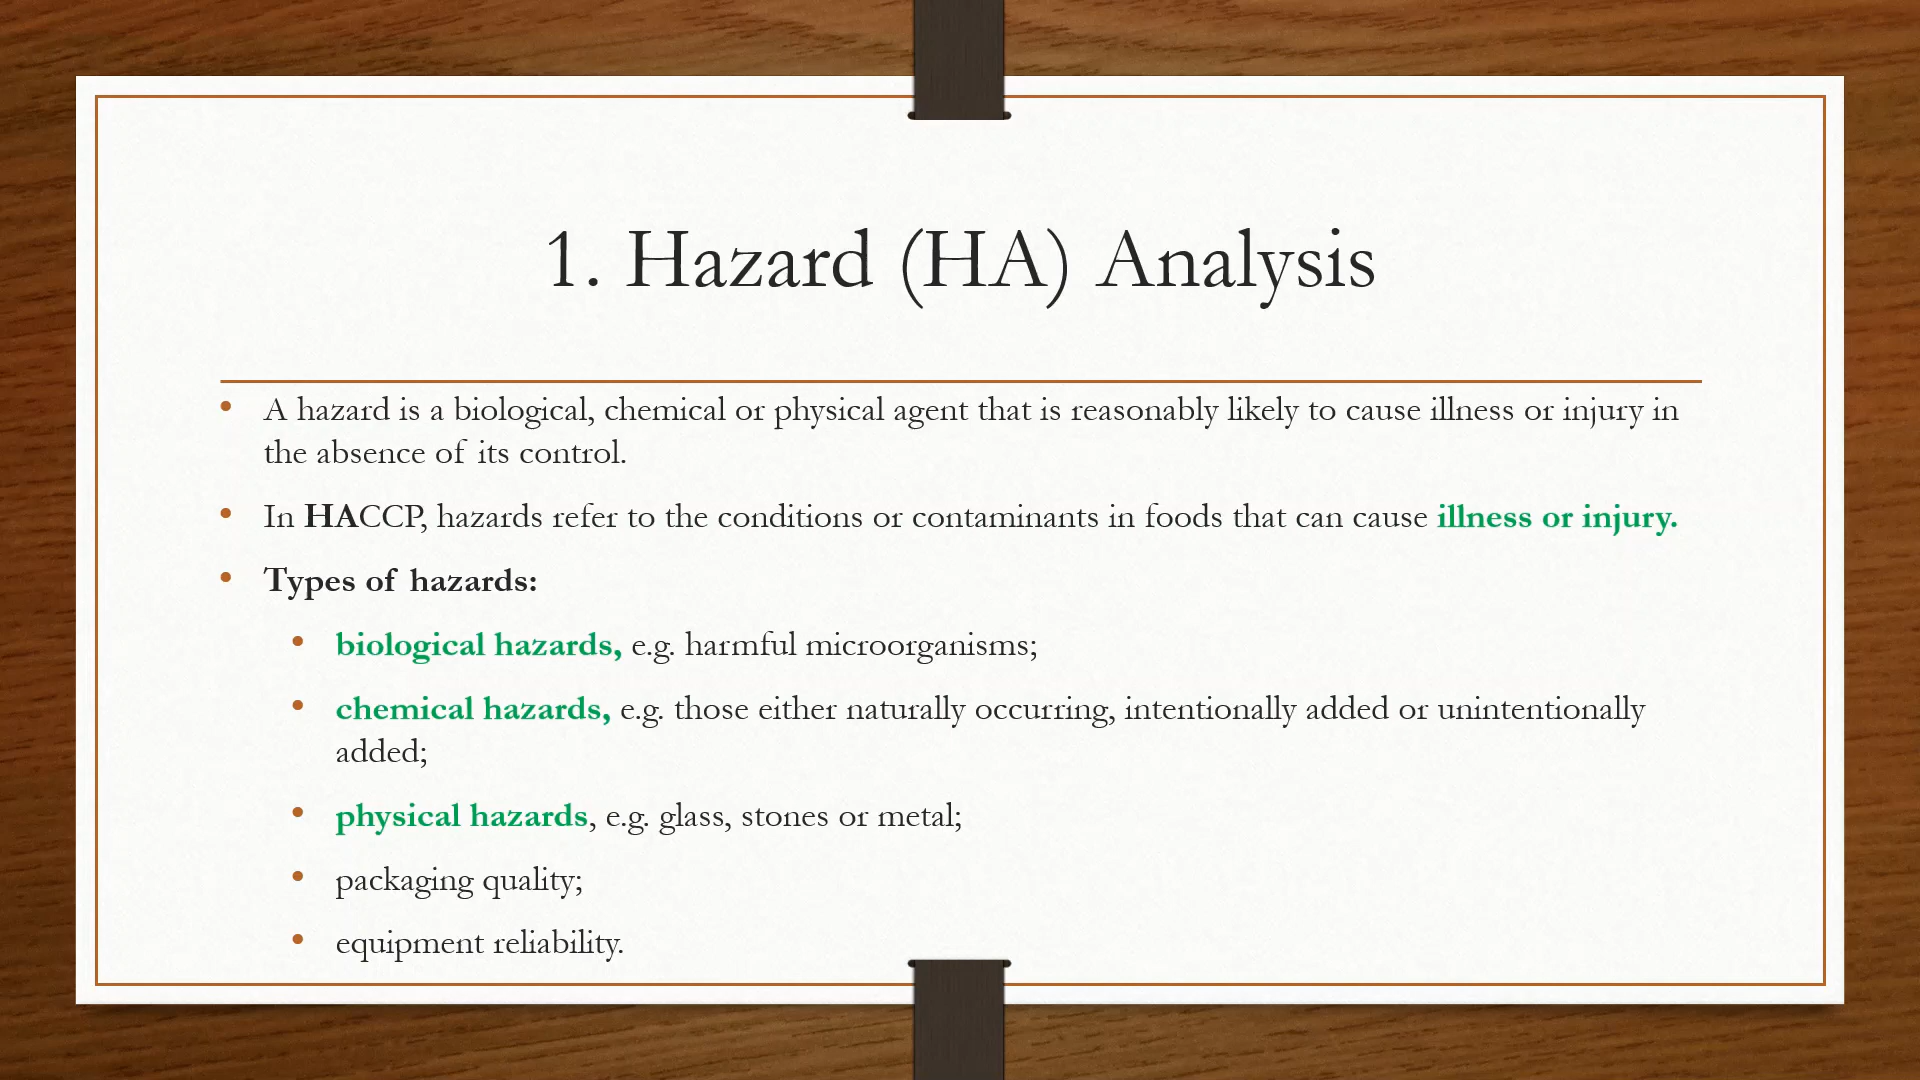 1. Hazard (HA) Analysis
• A hazard is a biological, chemical or physical agent that is reasonably likely to cause illness or injury in
the absence of its control.
• In HACCP, hazards refer to the conditions or contaminants in foods that can cause illness or injury.
• Types of hazards:
• biological hazards, e.g. harmful microorganisms;
• chemical hazards, e.g. those either naturally occurring, intentionally added or unintentionally
added;
• physical hazards, e.g. glass, stones or metal;
• packaging quality;
• equipment reliability.